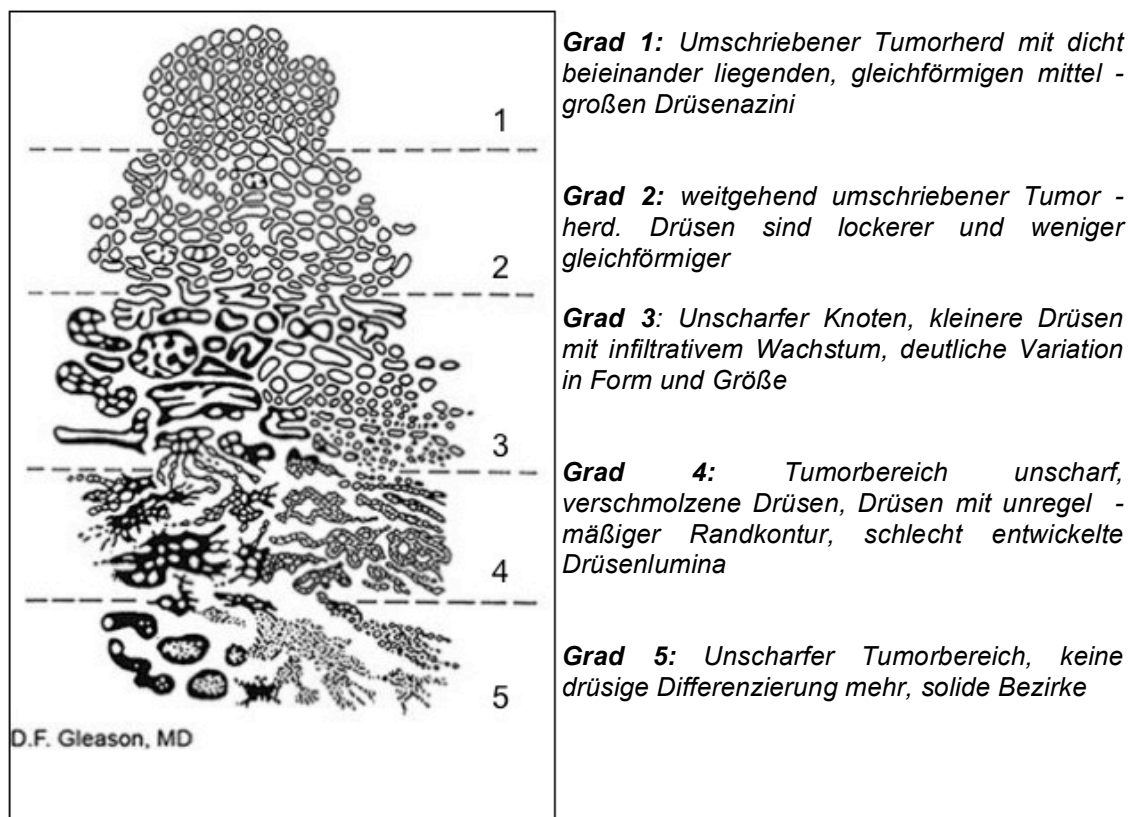 1
2
3
4
5
D.F. Gleason, MD
Grad 1: Umschriebener Tumorherd mit dicht
beieinander liegenden, gleichförmigen mittel -
großen Drüsenazini
Grad 2: weitgehend umschriebener Tumor -
herd. Drüsen sind lockerer und weniger
gleichförmiger
Grad 3: Unscharfer Knoten, kleinere Drüsen
mit infiltrativem Wachstum, deutliche Variation
in Form und Größe
Grad 4: Tumorbereich unscharf,
verschmolzene Drüsen, Drüsen mit unregel -
mäßiger Randkontur, schlecht entwickelte
Drüsenlumina
Grad 5: Unscharfer Tumorbereich, keine
drüsige Differenzierung mehr, solide Bezirke